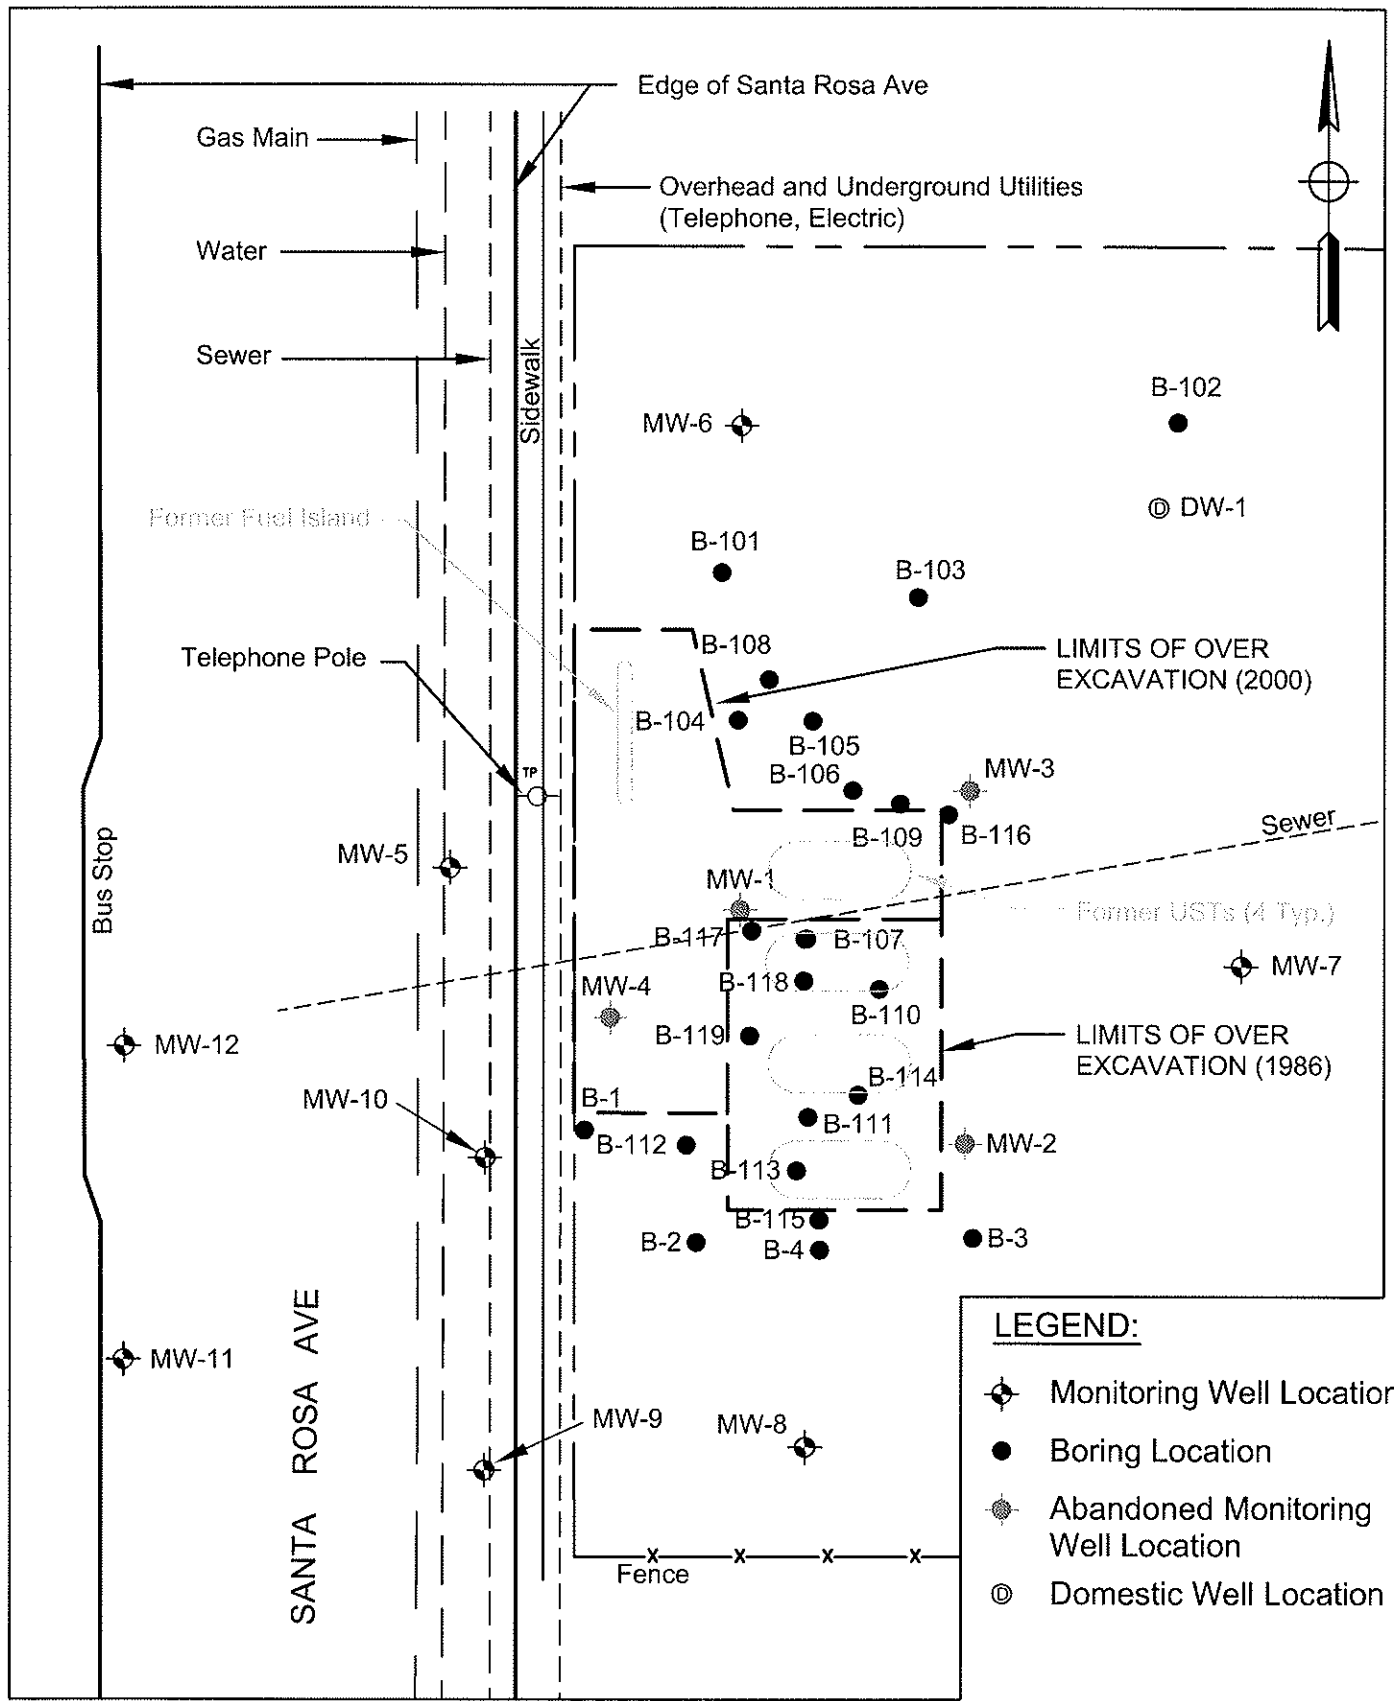 Edge of Santa Rosa Ave
Gas Main
Overhead and Underground Utilities
(Telephone, Electric)
Water
Sewer
Sidewalk
B-102
MW-6
DW-1
D
Former Fuel Island
B-101
B-103
B-108
LIMITS OF OVER
EXCAVATION (2000)
Telephone Pole
B-104
B-105
B-106
MW-3
TP
B-109
B-116
Sewer
MW-5
Bus Stop
MW-1
Former USTs (4 Typ.)
B-117
B-107
MW-7
B-118
MW-4
B-110
B-119
LIMITS OF OVER
EXCAVATION (1986)
MW-12
B-114
MW-10
B-1
B-111
B-112
MW-2
B-113
B-115
B-2
B-4
B-3
SANTA ROSA AVE
MW-11
MW-9
MW-8
x x x x
Fence
LEGEND:
Monitoring Well Location
Boring Location
Abandoned Monitoring
Well Location
D Domestic Well Location